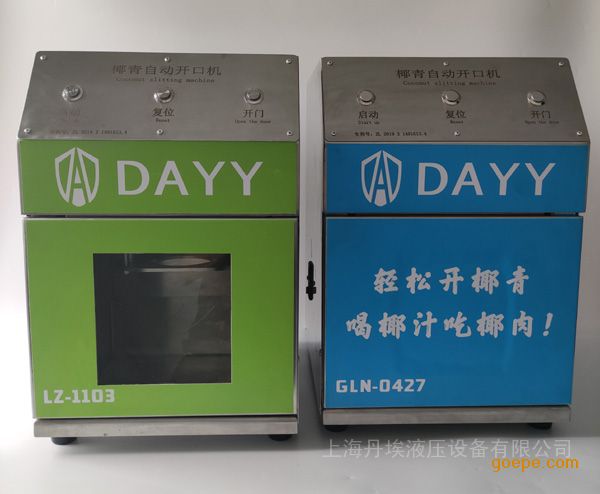 椰青自动开口机
Coconut slitting machine
复位
Reset
开门
Open the door
DAYY
LZ-1103
椰青自动开口机
Coconut slitting machine
启动
Start up
复位
Reset
开门
Open the door
DAYY
轻松开椰青
喝椰汁吃椰肉!
GLN-0427
上海丹埃液压设备有限公司
goepe.com